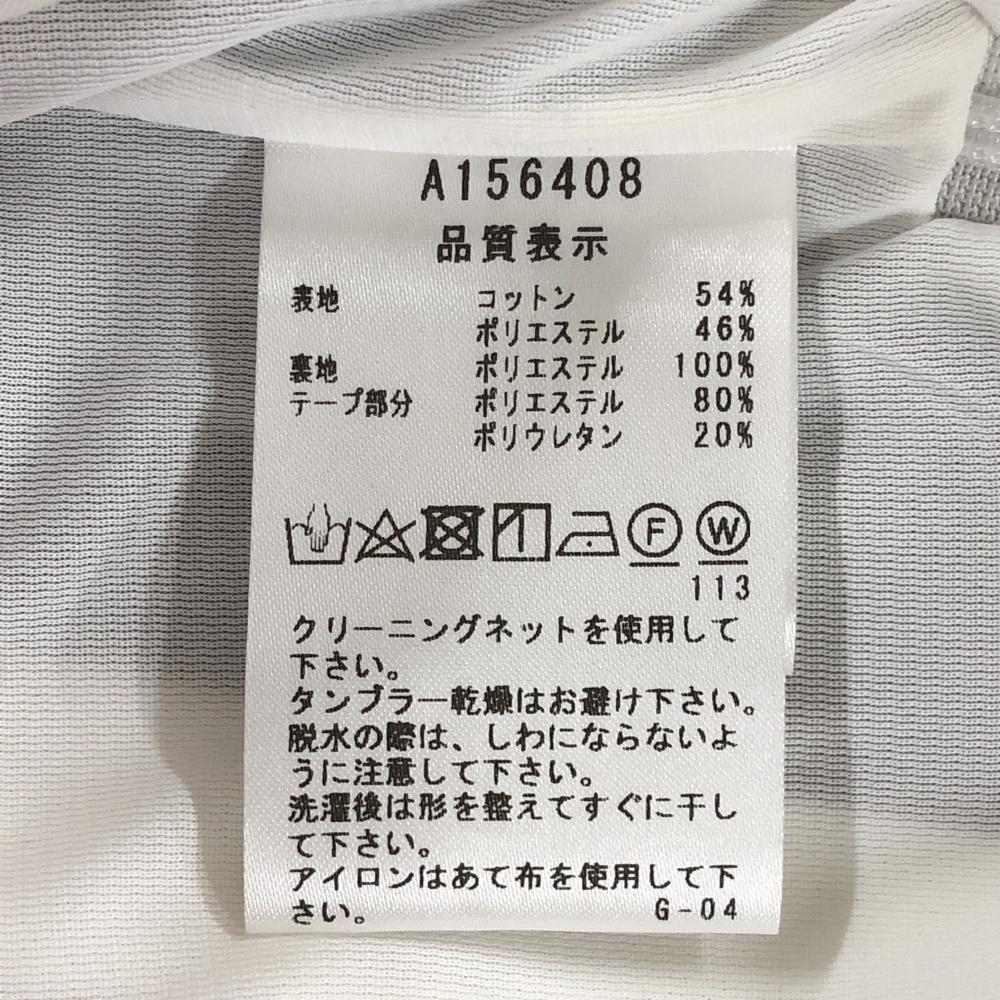 A156408
品質表示
表地 コットン 54%
ポリエステル 46%
裏地 ポリエステル 100%
テープ部分 ポリエステル 80%
ポリウレタン 20%
F W
113
クリーニングネットを使用して
下さい。
タンブラー乾燥はお避け下さい。
脱水の際は、しわにならないよ
うに注意して下さい。
洗濯後は形を整えてすぐに干し
て下さい。
アイロンはあて布を使用して下
さい。 G-04